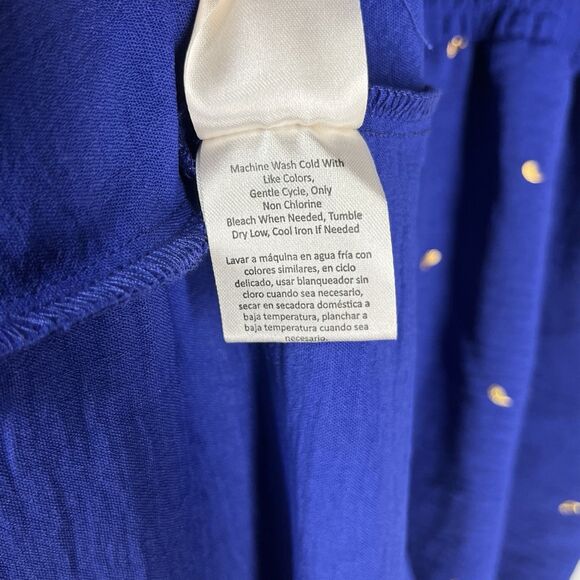 Machine Wash Cold With
Like Colors,
Gentle Cycle, Only
Non Chlorine
Bleach When Needed, Tumble
Dry Low, Cool Iron If Needed
Lavar a máquina en agua fría con
colores similares, en ciclo
delicado, usar blanqueador sin
cloro cuando sea necesario,
secar en secadora doméstica a
baja temperatura, planchar a
baja temperatura cuando sea
necesario.